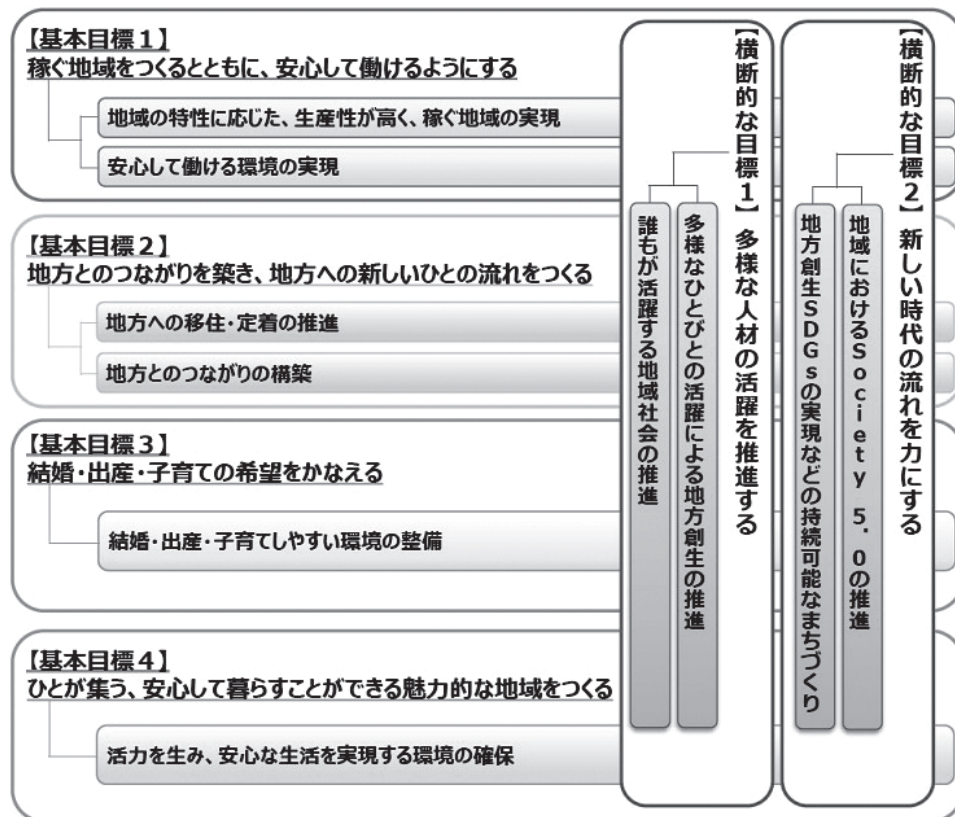 【基本目標１】
稼ぐ地域をつくるとともに、安心して働けるようにする
地域の特性に応じた、生産性が高く、稼ぐ地域の実現
安心して働ける環境の実現
【基本目標２】
地方とのつながりを築き、地方への新しいひとの流れをつくる
地方への移住・定着の推進
地方とのつながりの構築
【基本目標３】
結婚・出産・子育ての希望をかなえる
結婚・出産・子育てしやすい環境の整備
【基本目標４】
ひとが集う、安心して暮らすことができる魅力的な地域をつくる
活力を生み、安心な生活を実現する環境の確保
【横断的な目標１】多様な人材の活躍を推進する
多様なひとびとの活躍による地方創生の推進
誰もが活躍する地域社会の推進
【横断的な目標２】新しい時代の流れを力にする
地域におけるSociety 5.0の推進
地方創生SDGsの実現などの持続可能なまちづくり